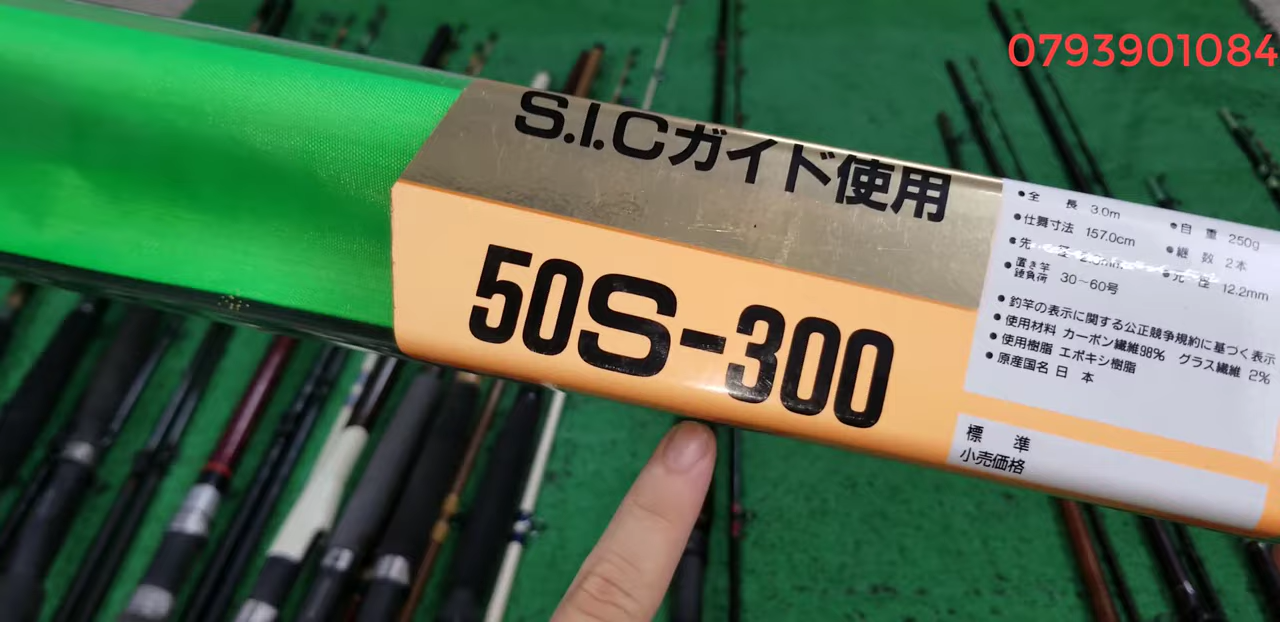 0793901084
S.I.Cガイド使用
50S-300
●全 長 3.0m ●自 重 250g
●仕舞寸法 157.0cm ●継 数 2本
●先 径 ●元 径 12.2mm
●置き竿錘負荷 30〜60号
●釣竿の表示に関する公正競争規約に基づく表示
●使用材料 カーボン繊維98% グラス繊維 2%
●使用樹脂 エポキシ樹脂
●原産国名 日 本
標 準
小売価格